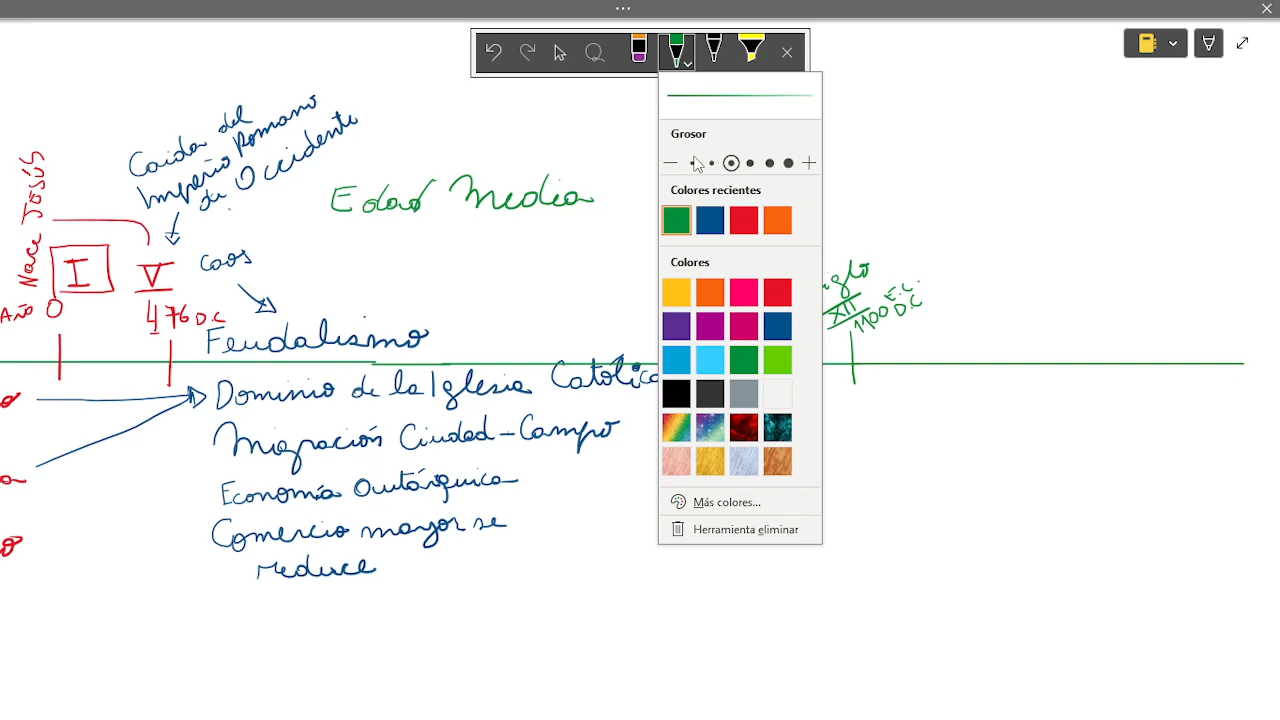 Grosor
Colores recientes
Colores
Más colores...
Herramienta eliminar
Caída del
Imperio Romano
de Occidente
Edad Media
Nace Jesús
I
V
caos
Año 0
476 D.C
Feudalismo
XII
1100 E.C.
D.C
Dominio de la Iglesia Católica
Migración Ciudad-Campo
Economía Autárquica
Comercio mayor se
reduce